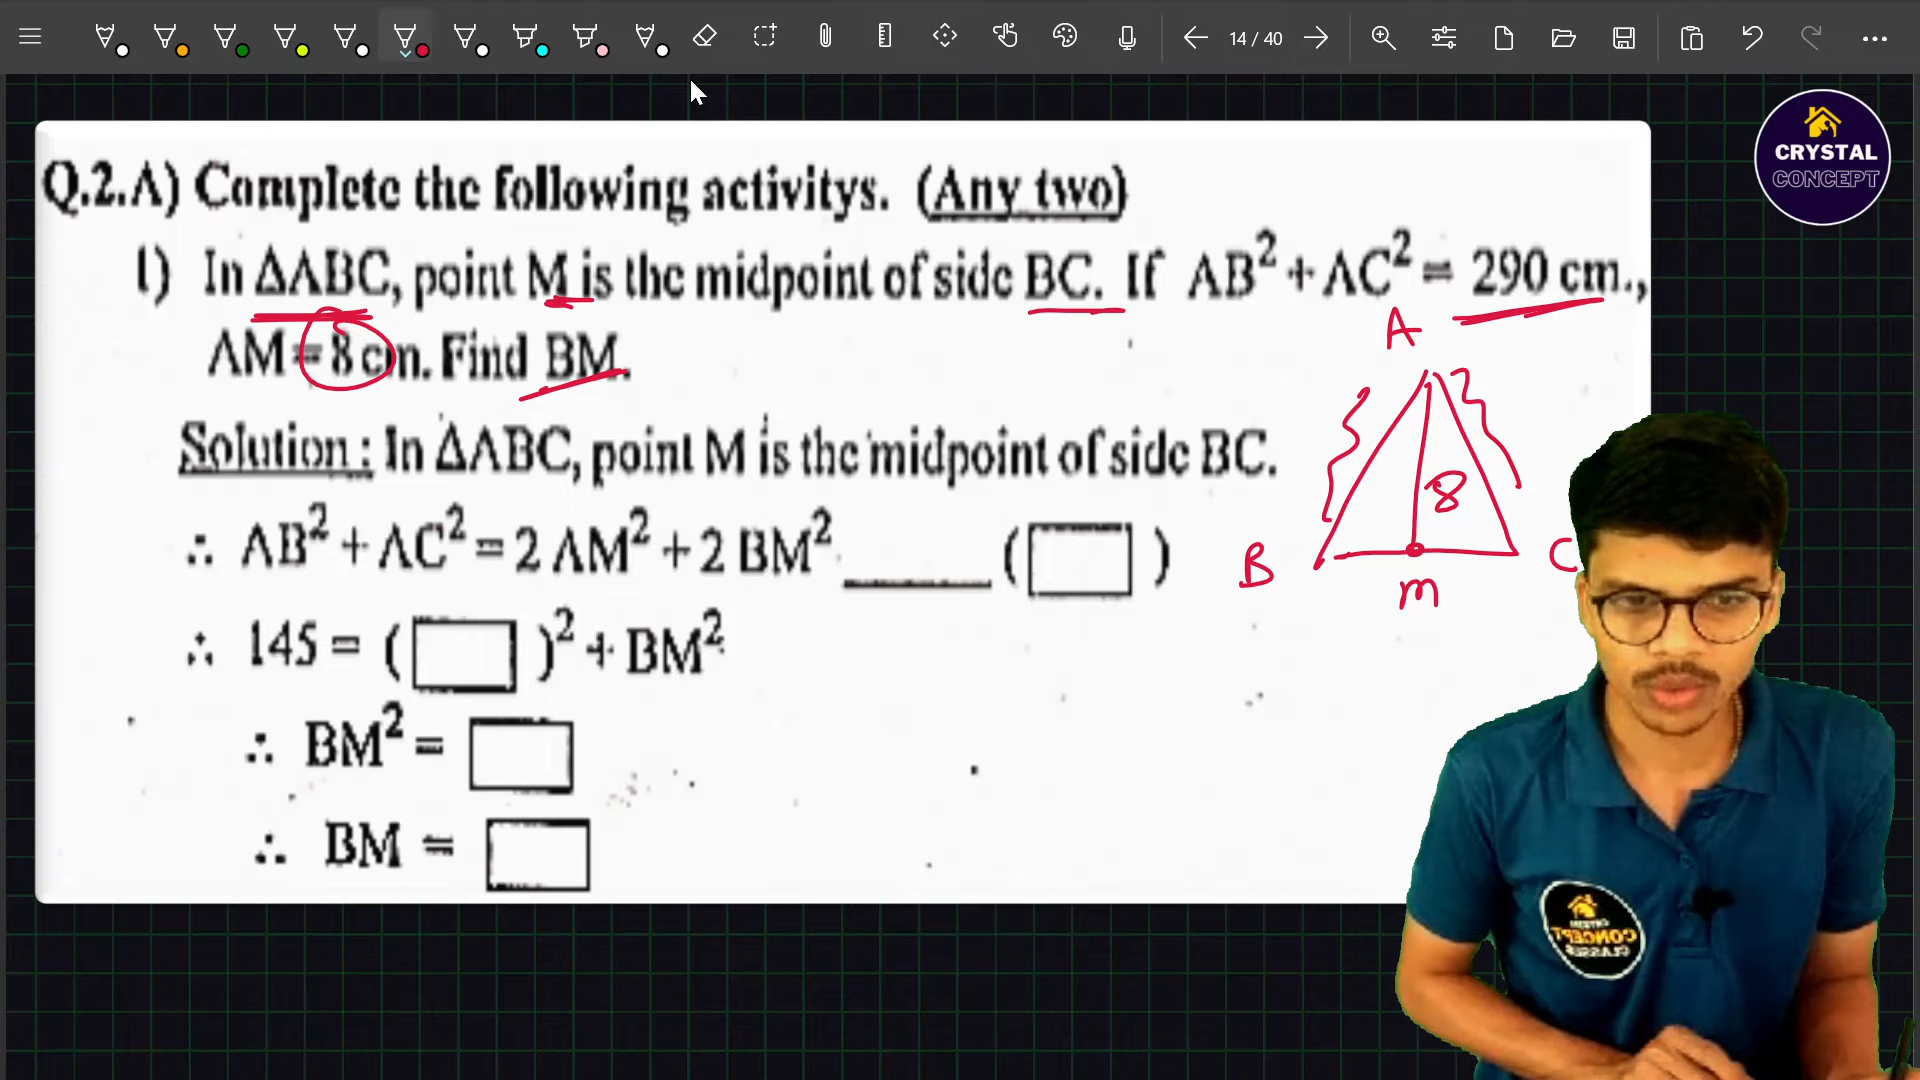 14 / 40
CRYSTAL
CONCEPT
Q.2.A) Complete the following activitys. (Any two)
1) In ΔABC, point M is the midpoint of side BC. If AB² + AC² = 290 cm.,
AM = 8 cm. Find BM.
Solution : In ΔABC, point M is the midpoint of side BC.
∴ AB² + AC² = 2 AM² + 2 BM² ______ ( □ )
∴ 145 = ( □ )² + BM²
∴ BM² = □
∴ BM = □
A
8
B
C
m
CONCEPT
CLASSES